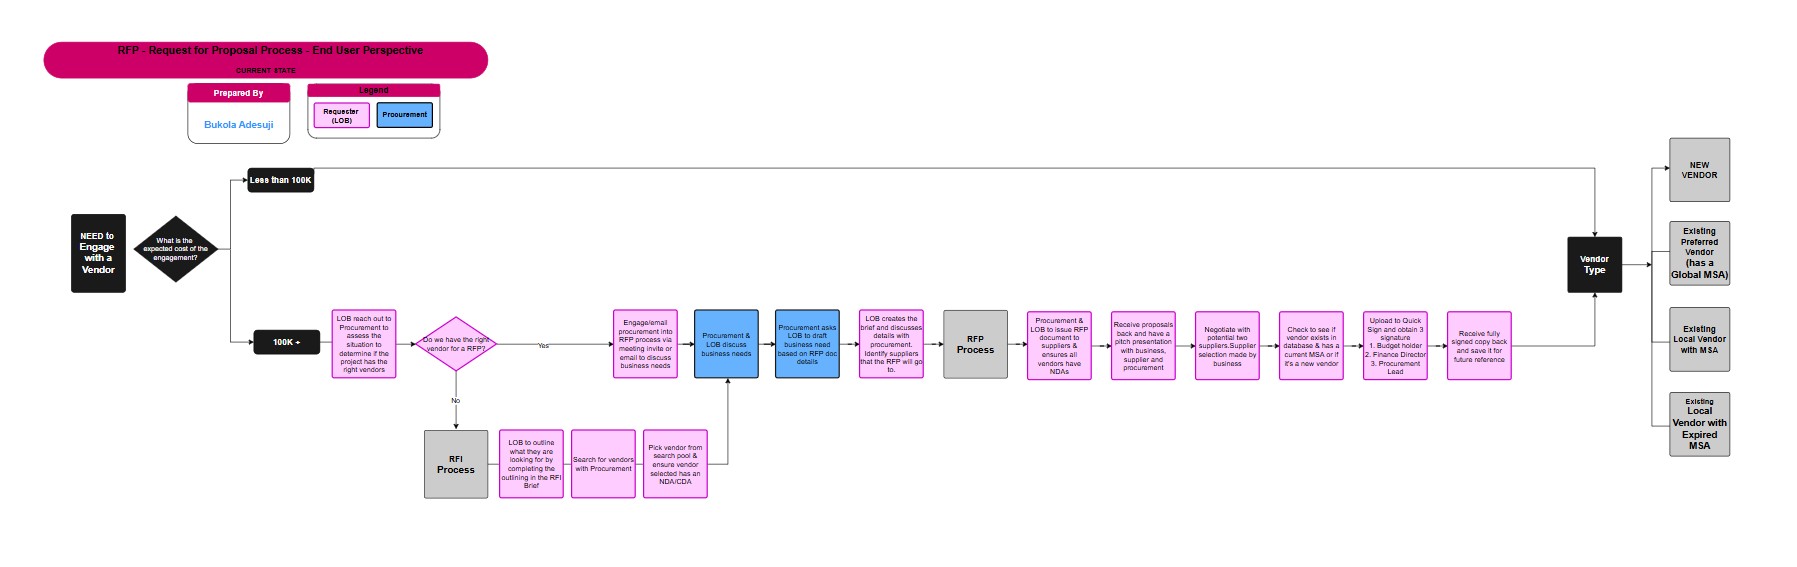 RFP - Request for Proposal Process - End User Perspective
CURRENT STATE
Prepared By
Bukola Adesuji
Legend
Requester
(LOB)
Procurement
NEED to
Engage
with a
Vendor
What is the
expected cost of the
engagement?
Less than 100K
100K +
LOB reach out to
Procurement to
assess the
situation to
determine if the
project has the
right vendors
Do we have the right
vendor for a RFP?
Yes
No
RFI
Process
LOB to outline
what they are
looking for by
completing the
outlining in the RFI
Brief
Search for vendors
with Procurement
Pick vendor from
search pool &
ensure vendor
selected has an
NDA/CDA
Engage/email
procurement into
RFP process via
meeting invite or
email to discuss
business needs
Procurement &
LOB discuss
business needs
Procurement asks
LOB to draft
business need
based on RFP doc
details
LOB creates the
brief and discusses
details with
procurement.
Identify suppliers
that the RFP will go
to.
RFP
Process
Procurement &
LOB to issue RFP
document to
suppliers &
ensures all
vendors have
NDAs
Receive proposals
back and have a
pitch presentation
with business,
supplier and
procurement
Negotiate with
potential two
suppliers.Supplier
selection made by
business
Check to see if
vendor exists in
database & has a
current MSA or if
it's a new vendor
Upload to Quick
Sign and obtain 3
signature
1. Budget holder
2. Finance Director
3. Procurement
Lead
Receive fully
signed copy back
and save it for
future reference
Vendor
Type
NEW
VENDOR
Existing
Preferred
Vendor
(has a
Global MSA)
Existing
Local Vendor
with MSA
Existing
Local
Vendor with
Expired
MSA